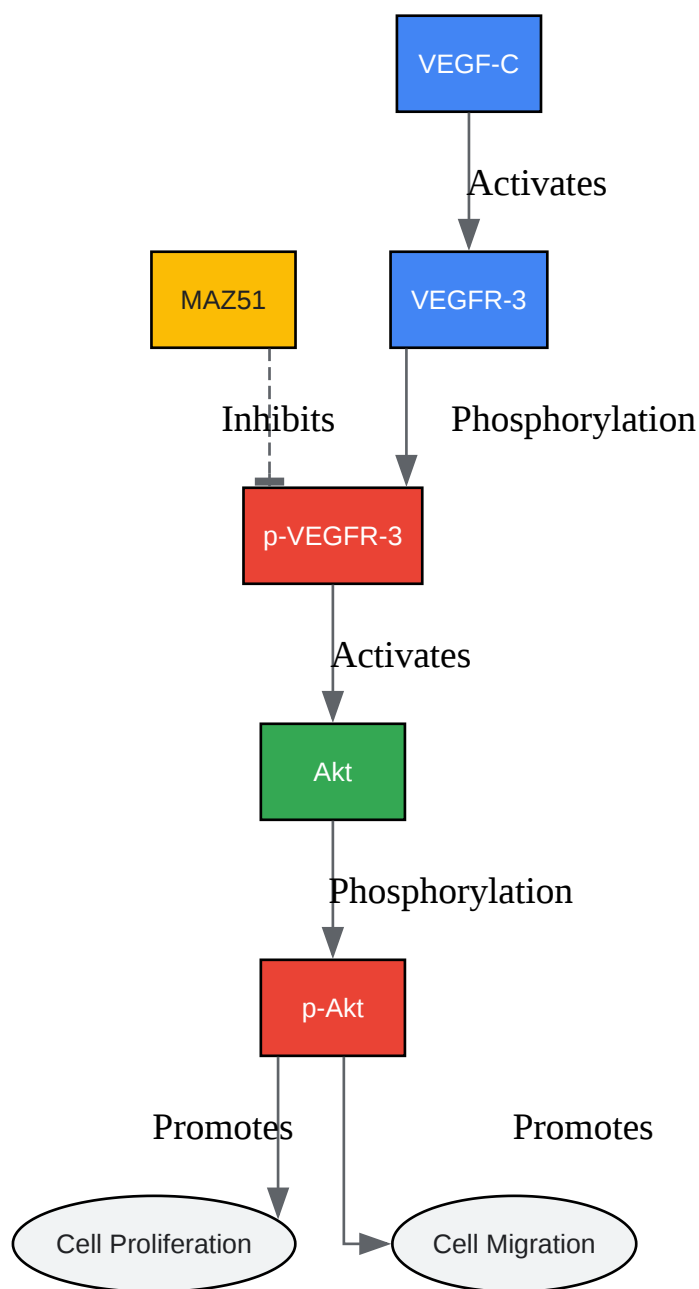 VEGF-C
Activates
MAZ51
VEGFR-3
Inhibits
Phosphorylation
p-VEGFR-3
Activates
Akt
Phosphorylation
p-Akt
Promotes
Promotes
Cell Proliferation
Cell Migration